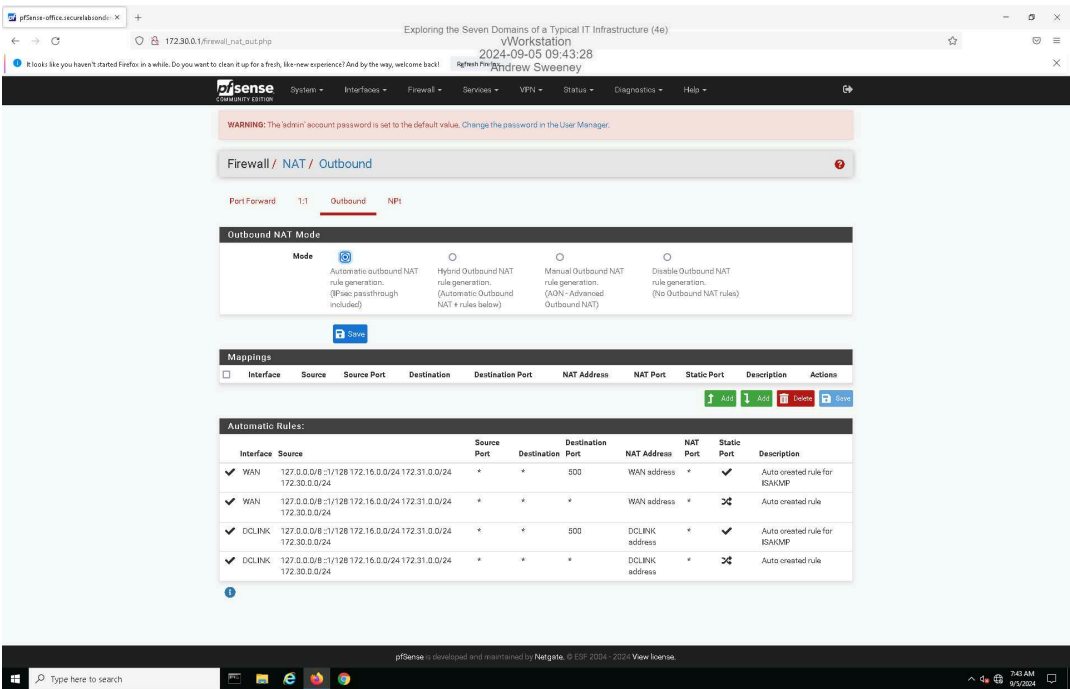 pfSense-office.securelabsonde
Exploring the Seven Domains of a Typical IT Infrastructure (4e)
172.30.0.1/firewall_nat_out.php
vWorkstation
2024-09-05 09:43:28
It looks like you haven't started Firefox in a while. Do you want to clean it up for a fresh, like-new experience? And by the way, welcome back!
Andrew Sweeney
pfsense System Interfaces Firewall Services VPN Status Diagnostics Help
COMMUNITY EDITION
WARNING: The 'admin' account password is set to the default value. Change the password in the User Manager.
Firewall / NAT / Outbound
Port Forward 1:1 Outbound NPt
Outbound NAT Mode
Mode
Automatic outbound NAT Hybrid Outbound NAT Manual Outbound NAT Disable Outbound NAT
rule generation. rule generation. rule generation. rule generation.
(IPsec passthrough (Automatic Outbound (AON - Advanced (No Outbound NAT rules)
included) NAT + rules below) Outbound NAT)
Save
Mappings
Interface Source Source Port Destination Destination Port NAT Address NAT Port Static Port Description Actions
Add Add Delete Save
Automatic Rules:
Source Destination NAT Static
Interface Source Port Destination Port NAT Address Port Port Description
WAN 127.0.0.0/8 ::1/128 172.16.0.0/24 172.31.0.0/24 * * 500 WAN address * Auto created rule for
172.30.0.0/24 ISAKMP
WAN 127.0.0.0/8 ::1/128 172.16.0.0/24 172.31.0.0/24 * * * WAN address * Auto created rule
172.30.0.0/24
DCLINK 127.0.0.0/8 ::1/128 172.16.0.0/24 172.31.0.0/24 * * 500 DCLINK * Auto created rule for
172.30.0.0/24 address ISAKMP
DCLINK 127.0.0.0/8 ::1/128 172.16.0.0/24 172.31.0.0/24 * * * DCLINK * Auto created rule
172.30.0.0/24 address
pfSense is developed and maintained by Netgate. © ESF 2004 - 2024 View license.
Type here to search
7:43 AM
9/5/2024